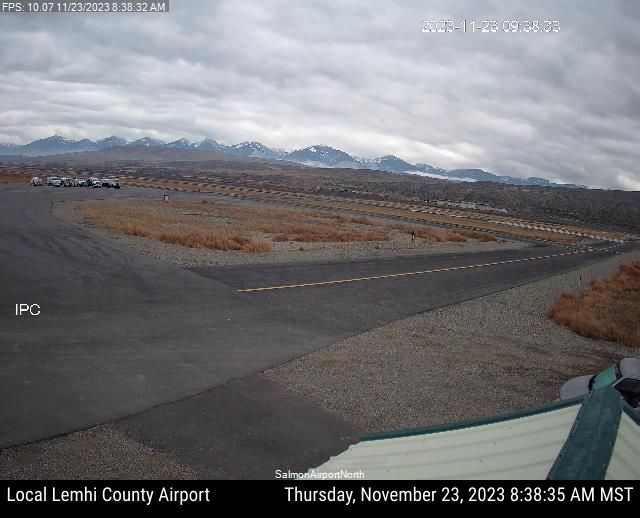 FPS: 10.07 11/23/2023 8:38:32 AM
2023-11-23 09:38:33
IPC
SalmonAirportNorth
Local Lemhi County Airport Thursday, November 23, 2023 8:38:35 AM MST